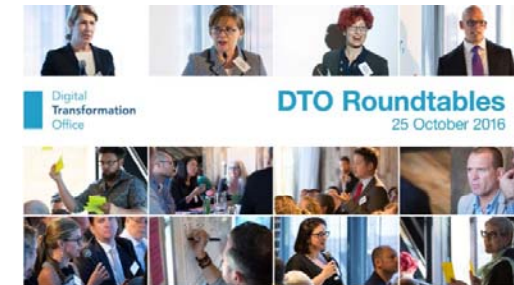 Digital
Transformation
Office
DTO Roundtables
25 October 2016